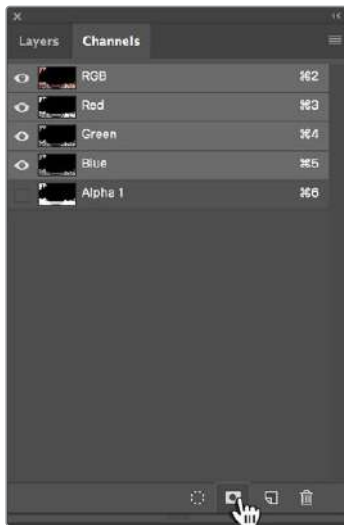 Layers Channels
RGB ⌘2
Red ⌘3
Green ⌘4
Blue ⌘5
Alpha 1 ⌘6